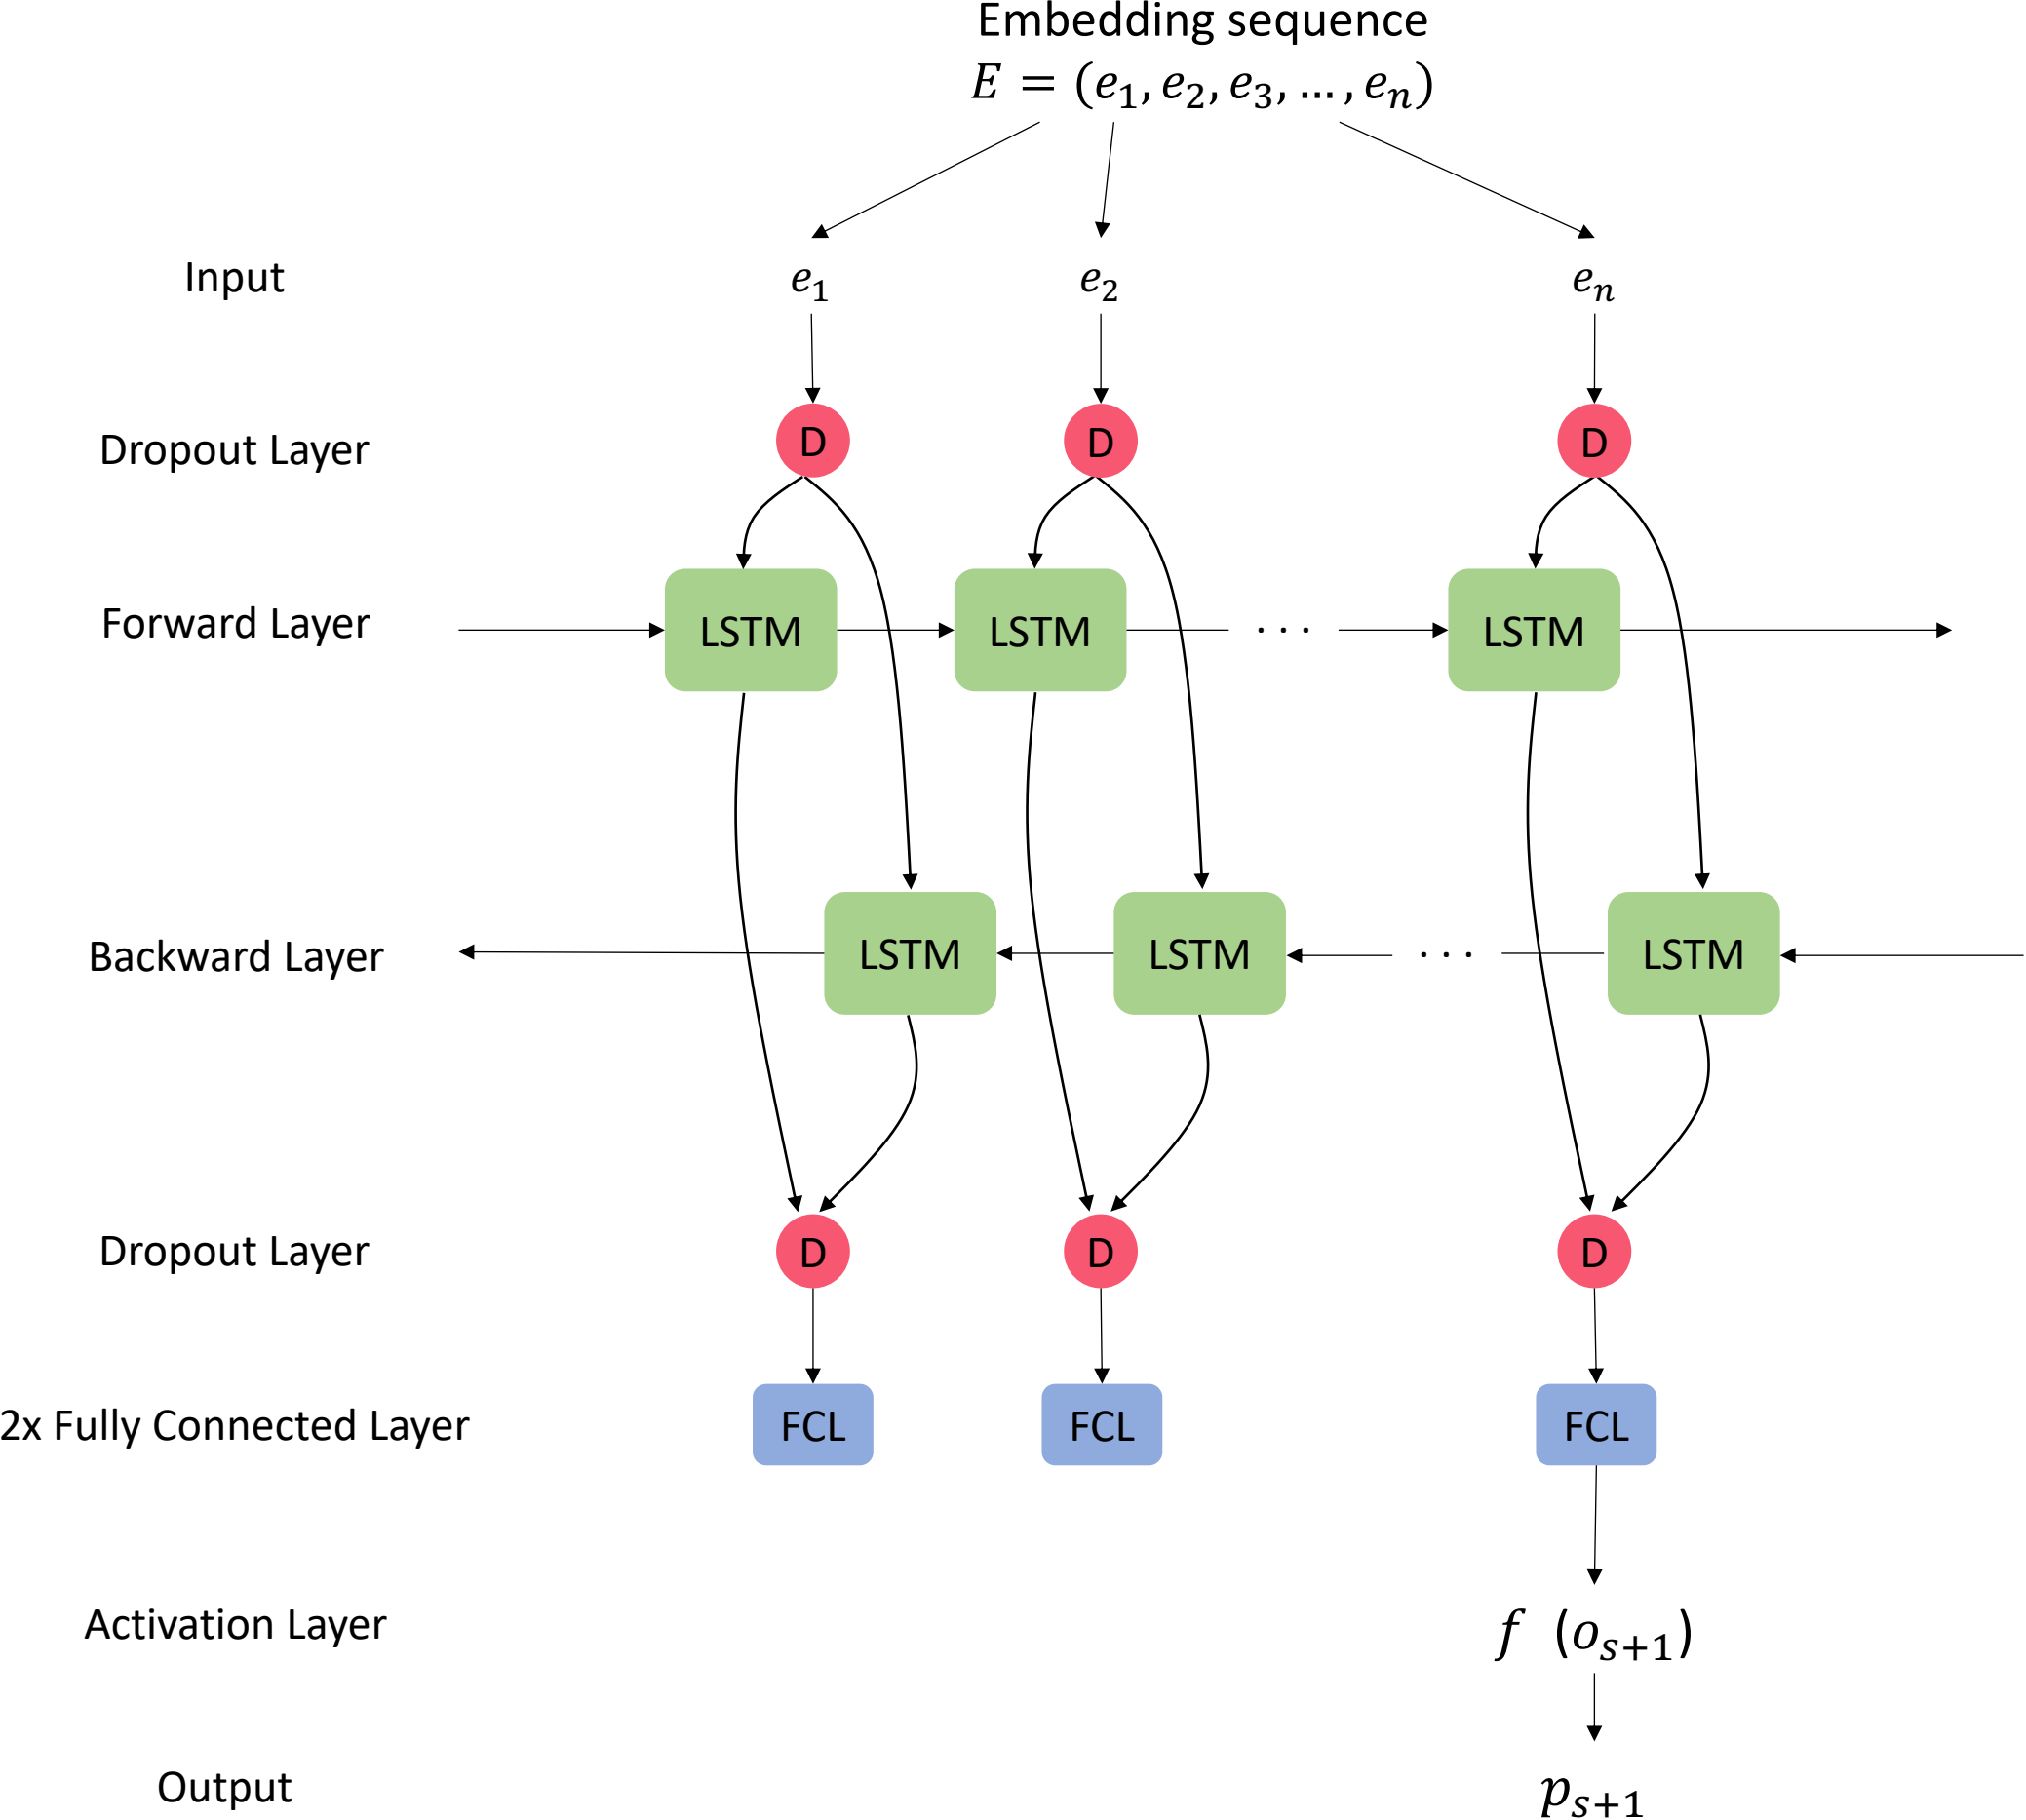 Embedding sequence
E = (e₁, e₂, e₃, ... , eₙ)
Input e₁ e₂ eₙ
Dropout Layer D D D
Forward Layer LSTM LSTM ... LSTM
Backward Layer LSTM LSTM ... LSTM
Dropout Layer D D D
2x Fully Connected Layer FCL FCL FCL
Activation Layer f (oₛ₊₁)
Output pₛ₊₁